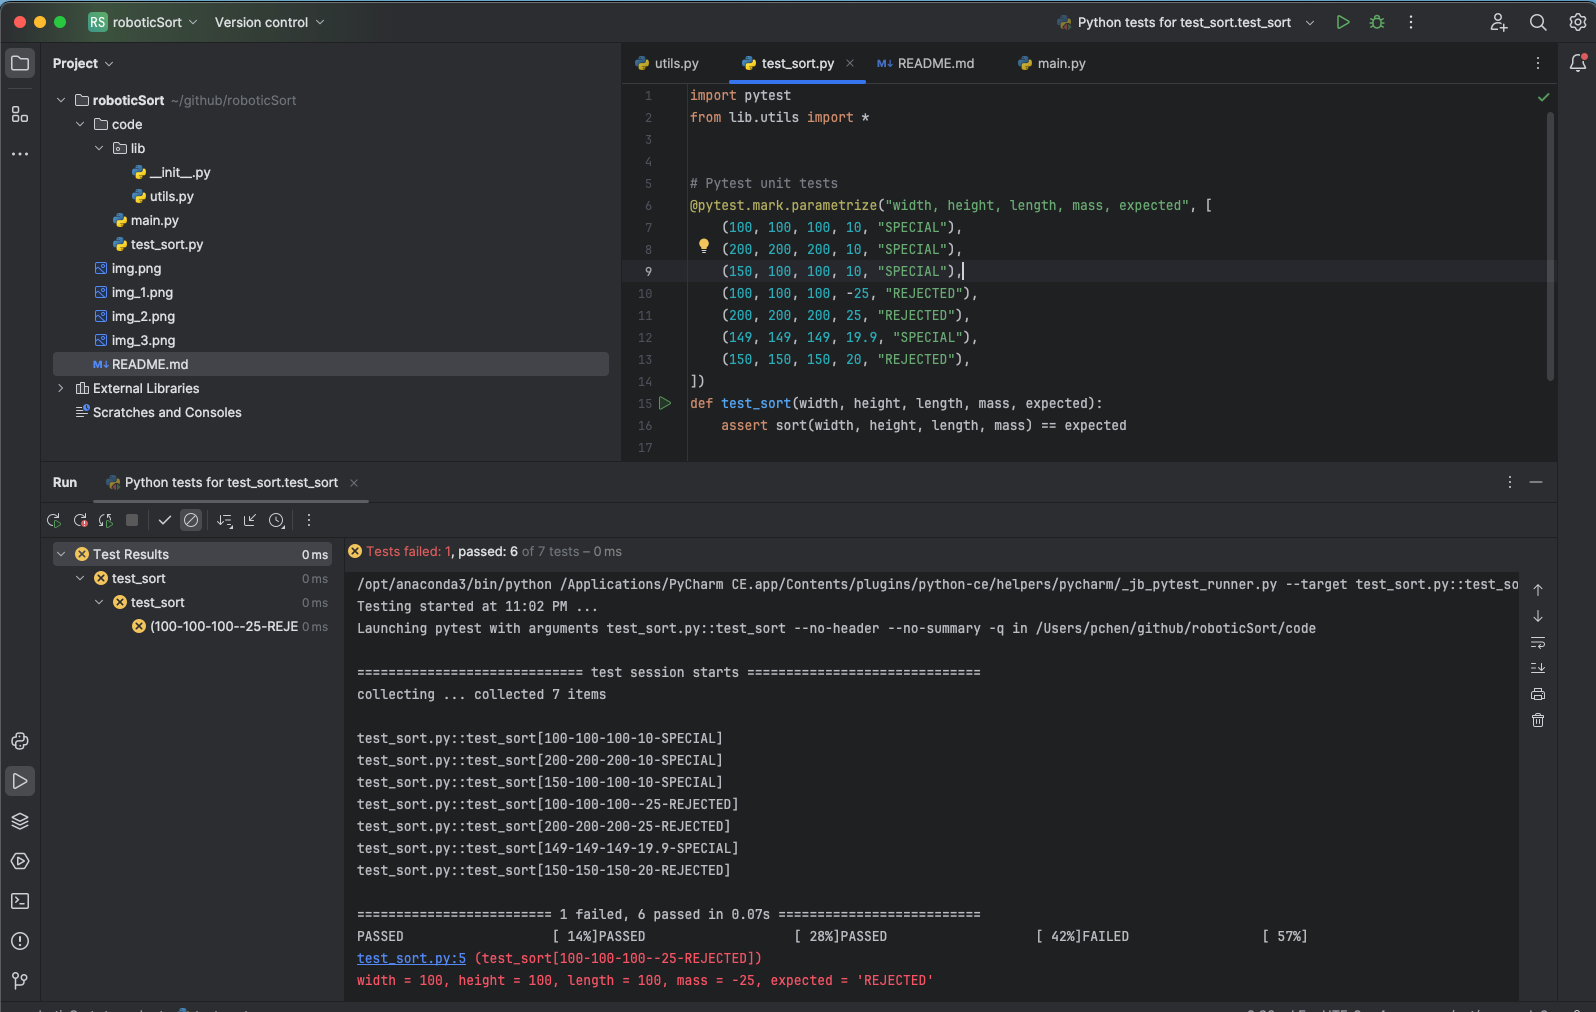 RS roboticSort Version control Python tests for test_sort.test_sort
Project
roboticSort ~/github/roboticSort
code
lib
__init__.py
utils.py
main.py
test_sort.py
img.png
img_1.png
img_2.png
img_3.png
M↓ README.md
External Libraries
Scratches and Consoles
utils.py test_sort.py M↓ README.md main.py
1 import pytest
2 from lib.utils import *
3
4
5 # Pytest unit tests
6 @pytest.mark.parametrize("width, height, length, mass, expected", [
7 (100, 100, 100, 10, "SPECIAL"),
8 (200, 200, 200, 10, "SPECIAL"),
9 (150, 100, 100, 10, "SPECIAL"),
10 (100, 100, 100, -25, "REJECTED"),
11 (200, 200, 200, 25, "REJECTED"),
12 (149, 149, 149, 19.9, "SPECIAL"),
13 (150, 150, 150, 20, "REJECTED"),
14 ])
15 def test_sort(width, height, length, mass, expected):
16 assert sort(width, height, length, mass) == expected
17
Run Python tests for test_sort.test_sort
Test Results 0 ms
test_sort 0 ms
test_sort 0 ms
(100-100-100--25-REJE 0 ms
Tests failed: 1, passed: 6 of 7 tests – 0 ms
/opt/anaconda3/bin/python /Applications/PyCharm CE.app/Contents/plugins/python-ce/helpers/pycharm/_jb_pytest_runner.py --target test_sort.py::test_so
Testing started at 11:02 PM ...
Launching pytest with arguments test_sort.py::test_sort --no-header --no-summary -q in /Users/pchen/github/roboticSort/code
============================= test session starts ==============================
collecting ... collected 7 items
test_sort.py::test_sort[100-100-100-10-SPECIAL]
test_sort.py::test_sort[200-200-200-10-SPECIAL]
test_sort.py::test_sort[150-100-100-10-SPECIAL]
test_sort.py::test_sort[100-100-100--25-REJECTED]
test_sort.py::test_sort[200-200-200-25-REJECTED]
test_sort.py::test_sort[149-149-149-19.9-SPECIAL]
test_sort.py::test_sort[150-150-150-20-REJECTED]
========================= 1 failed, 6 passed in 0.07s ==========================
PASSED [ 14%]PASSED [ 28%]PASSED [ 42%]FAILED [ 57%]
test_sort.py:5 (test_sort[100-100-100--25-REJECTED])
width = 100, height = 100, length = 100, mass = -25, expected = 'REJECTED'